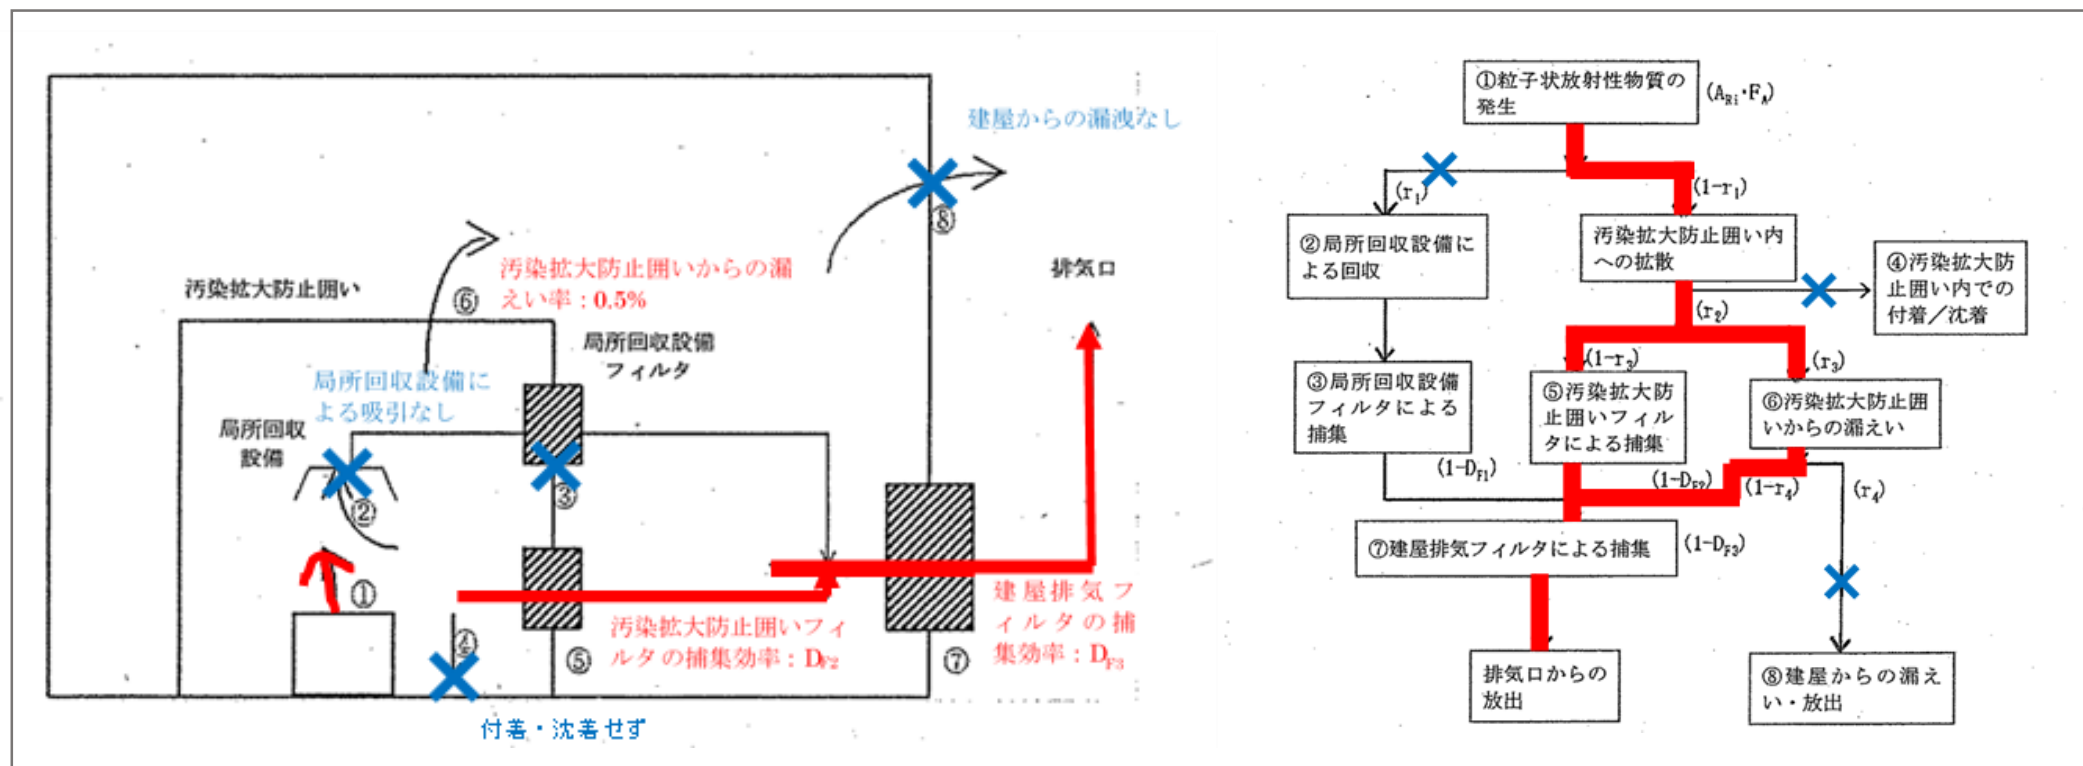 建屋からの漏洩なし
⑧
排気口
汚染拡大防止囲い
⑥
汚染拡大防止囲いからの漏
えい率：0.5%
局所回収設備
フィルタ
局所回収設備に
よる吸引なし
局所回収
設備
②
③
①
④
⑤
汚染拡大防止囲いフィ
ルタの捕集効率：DF2
⑦
建屋排気フ
ィルタの捕
集効率：DF3
付着・沈着せず
①粒子状放射性物質の
発生
(ARi・FA)
(r1)
(1-r1)
②局所回収設備に
よる回収
汚染拡大防止囲い内
への拡散
④汚染拡大防
止囲い内での
付着／沈着
(r2)
(1-r3)
(r3)
③局所回収設備
フィルタによる
捕集
⑤汚染拡大防
止囲いフィル
タによる捕集
⑥汚染拡大防止囲
いからの漏えい
(1-DF1)
(1-DF2)
(1-r4)
(r4)
⑦建屋排気フィルタによる捕集
(1-DF3)
排気口からの
放出
⑧建屋からの漏え
い・放出